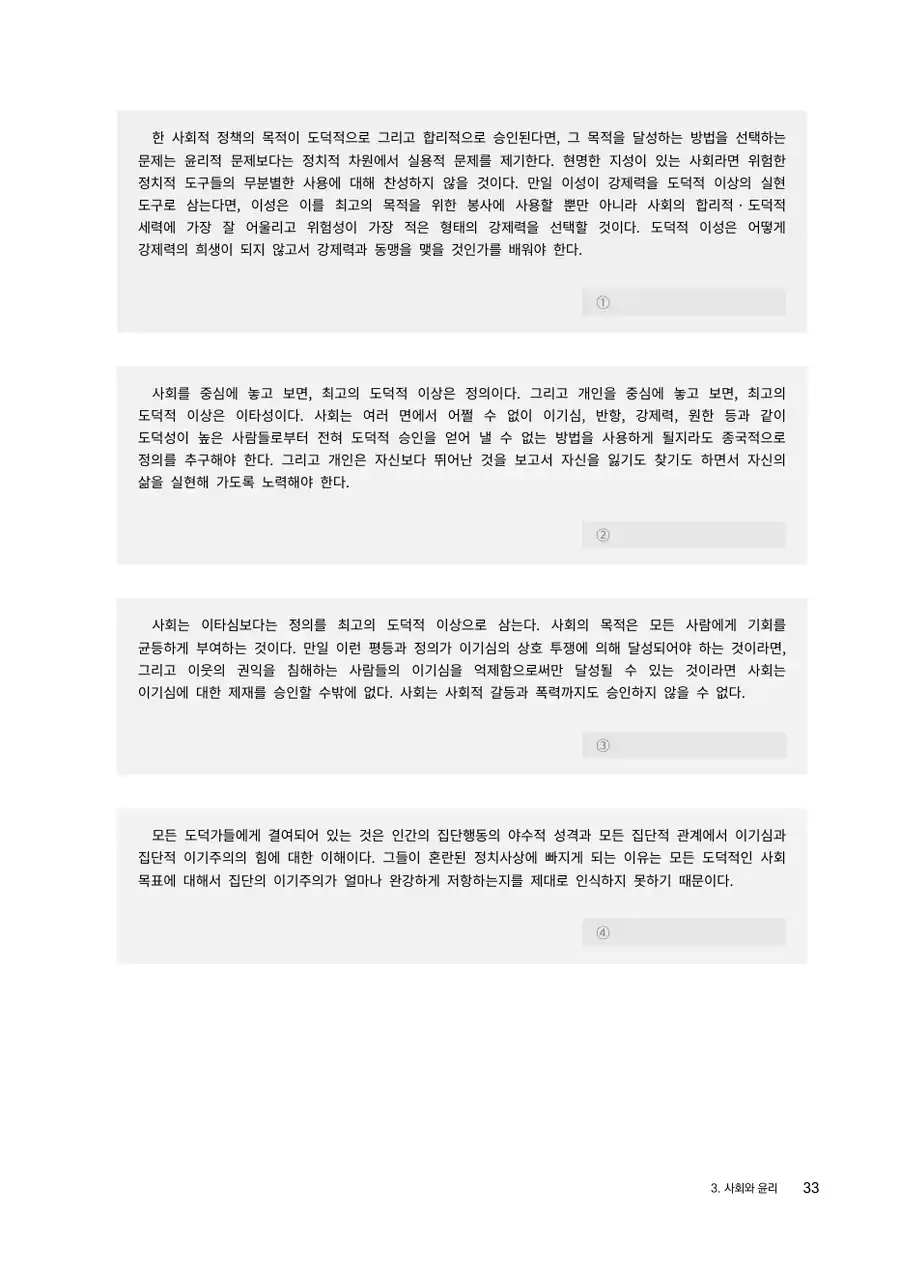 한 사회적 정책의 목적이 도덕적으로 그리고 합리적으로 승인된다면, 그 목적을 달성하는 방법을 선택하는
문제는 윤리적 문제보다는 정치적 차원에서 실용적 문제를 제기한다. 현명한 지성이 있는 사회라면 위험한
정치적 도구들의 무분별한 사용에 대해 찬성하지 않을 것이다. 만일 이성이 강제력을 도덕적 이상의 실현
도구로 삼는다면, 이성은 이를 최고의 목적을 위한 봉사에 사용할 뿐만 아니라 사회의 합리적·도덕적
세력에 가장 잘 어울리고 위험성이 가장 적은 형태의 강제력을 선택할 것이다. 도덕적 이성은 어떻게
강제력의 희생이 되지 않고서 강제력과 동맹을 맺을 것인가를 배워야 한다.
①
사회를 중심에 놓고 보면, 최고의 도덕적 이상은 정의이다. 그리고 개인을 중심에 놓고 보면, 최고의
도덕적 이상은 이타성이다. 사회는 여러 면에서 어쩔 수 없이 이기심, 반항, 강제력, 원한 등과 같이
도덕성이 높은 사람들로부터 전혀 도덕적 승인을 얻어 낼 수 없는 방법을 사용하게 될지라도 종국적으로
정의를 추구해야 한다. 그리고 개인은 자신보다 뛰어난 것을 보고서 자신을 잃기도 찾기도 하면서 자신의
삶을 실현해 가도록 노력해야 한다.
②
사회는 이타심보다는 정의를 최고의 도덕적 이상으로 삼는다. 사회의 목적은 모든 사람에게 기회를
균등하게 부여하는 것이다. 만일 이런 평등과 정의가 이기심의 상호 투쟁에 의해 달성되어야 하는 것이라면,
그리고 이웃의 권익을 침해하는 사람들의 이기심을 억제함으로써만 달성될 수 있는 것이라면 사회는
이기심에 대한 제재를 승인할 수밖에 없다. 사회는 사회적 갈등과 폭력까지도 승인하지 않을 수 없다.
③
모든 도덕가들에게 결여되어 있는 것은 인간의 집단행동의 야수적 성격과 모든 집단적 관계에서 이기심과
집단적 이기주의의 힘에 대한 이해이다. 그들이 혼란된 정치사상에 빠지게 되는 이유는 모든 도덕적인 사회
목표에 대해서 집단의 이기주의가 얼마나 완강하게 저항하는지를 제대로 인식하지 못하기 때문이다.
④
3. 사회와 윤리 33